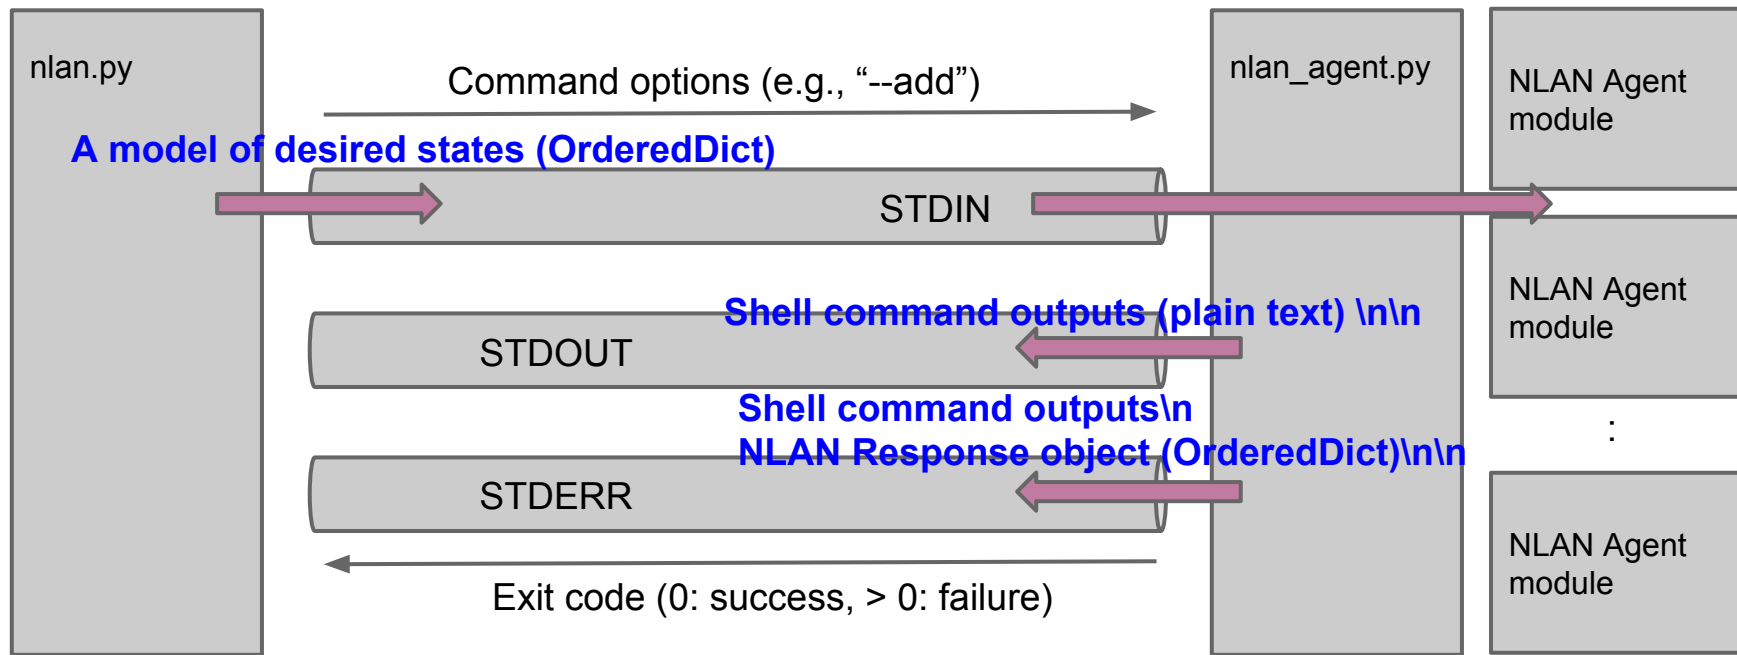 nlan.py
Command options (e.g., “--add”)
nlan_agent.py
NLAN Agent
module
A model of desired states (OrderedDict)
STDIN
Shell command outputs (plain text) \n\n
STDOUT
NLAN Agent
module
Shell command outputs\n
NLAN Response object (OrderedDict)\n\n
:
STDERR
NLAN Agent
module
Exit code (0: success, > 0: failure)